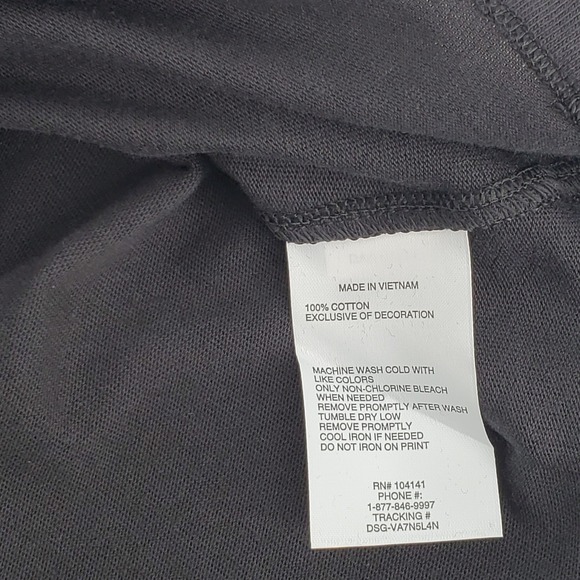 MADE IN VIETNAM
100% COTTON
EXCLUSIVE OF DECORATION
MACHINE WASH COLD WITH
LIKE COLORS
ONLY NON-CHLORINE BLEACH
WHEN NEEDED
REMOVE PROMPTLY AFTER WASH
TUMBLE DRY LOW
REMOVE PROMPTLY
COOL IRON IF NEEDED
DO NOT IRON ON PRINT
RN# 104141
PHONE #:
1-877-846-9997
TRACKING #
DSG-VA7N5L4N